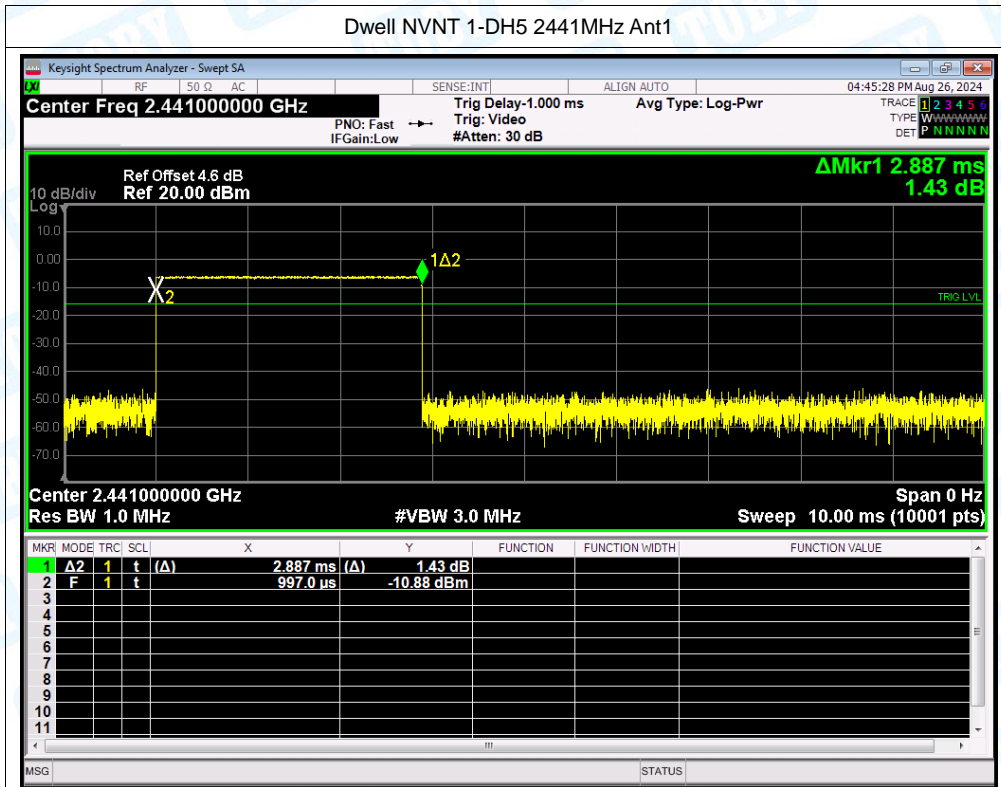 Dwell NVNT 1-DH5 2441MHz Ant1
Keysight Spectrum Analyzer - Swept SA
LXI RF 50 Ω AC SENSE:INT ALIGN AUTO 04:45:28 PM Aug 26, 2024
Center Freq 2.441000000 GHz Trig Delay-1.000 ms Avg Type: Log-Pwr TRACE 1 2 3 4 5 6
PNO: Fast Trig: Video TYPE WWWWWW
IFGain:Low #Atten: 30 dB DET P N N N N N
ΔMkr1 2.887 ms
Ref Offset 4.6 dB
10 dB/div Ref 20.00 dBm 1.43 dB
Log
10.0
0.00
1Δ2
-10.0
2
TRIG LVL
-20.0
-30.0
-40.0
-50.0
-60.0
-70.0
Center 2.441000000 GHz Span 0 Hz
Res BW 1.0 MHz #VBW 3.0 MHz Sweep 10.00 ms (10001 pts)
MKR MODE TRC SCL X Y FUNCTION FUNCTION WIDTH FUNCTION VALUE
1 Δ2 1 t (Δ) 2.887 ms (Δ) 1.43 dB
2 F 1 t 997.0 µs -10.88 dBm
3
4
5
6
7
8
9
10
11
MSG STATUS